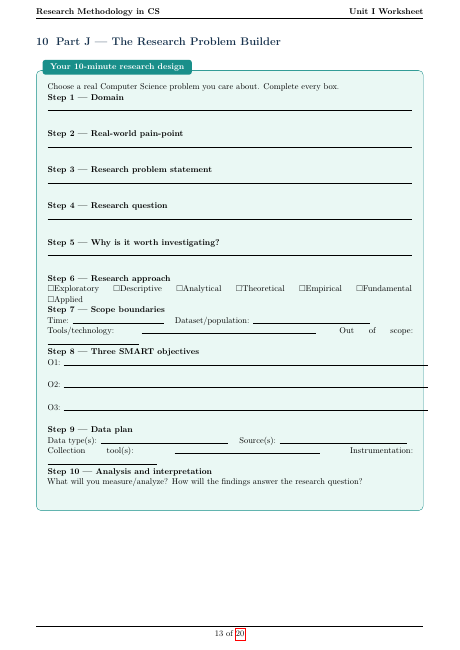 Research Methodology in CS Unit I Worksheet
10 Part J — The Research Problem Builder
Your 10-minute research design
Choose a real Computer Science problem you care about. Complete every box.
Step 1 — Domain
Step 2 — Real-world pain-point
Step 3 — Research problem statement
Step 4 — Research question
Step 5 — Why is it worth investigating?
Step 6 — Research approach
☐Exploratory ☐Descriptive ☐Analytical ☐Theoretical ☐Empirical ☐Fundamental
☐Applied
Step 7 — Scope boundaries
Time: Dataset/population:
Tools/technology: Out of scope:
Step 8 — Three SMART objectives
O1:
O2:
O3:
Step 9 — Data plan
Data type(s): Source(s):
Collection tool(s): Instrumentation:
Step 10 — Analysis and interpretation
What will you measure/analyze? How will the findings answer the research question?
13 of 20